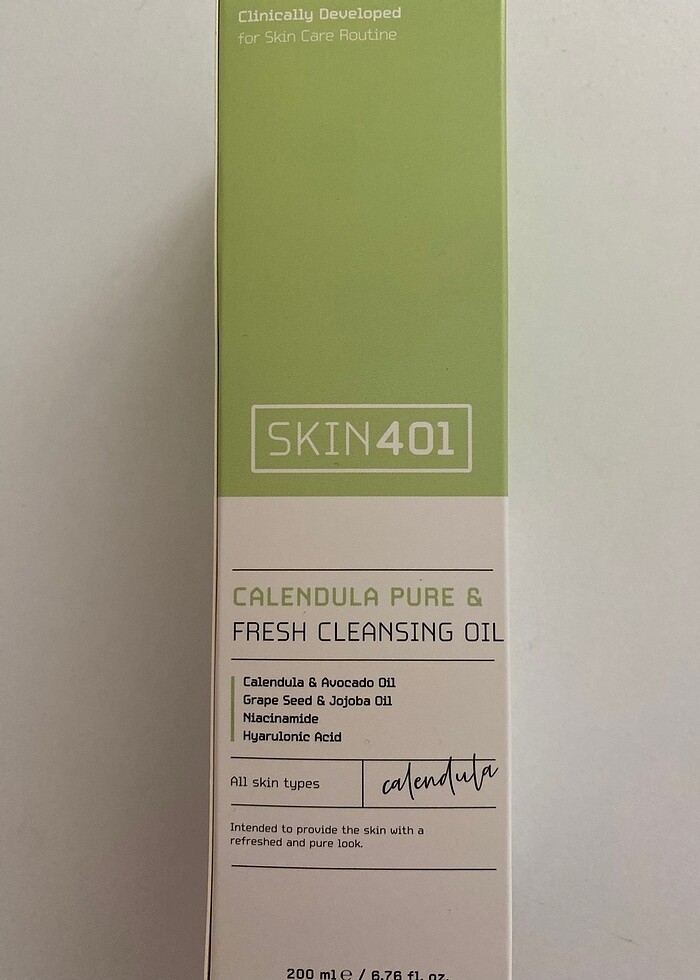 Clinically Developed
for Skin Care Routine
SKIN401
CALENDULA PURE &
FRESH CLEANSING OIL
Calendula & Avocado Oil
Grape Seed & Jojoba Oil
Niacinamide
Hyarulonic Acid
All skin types
calendula
Intended to provide the skin with a
refreshed and pure look.
200 ml ℮ / 6.76 fl. oz.